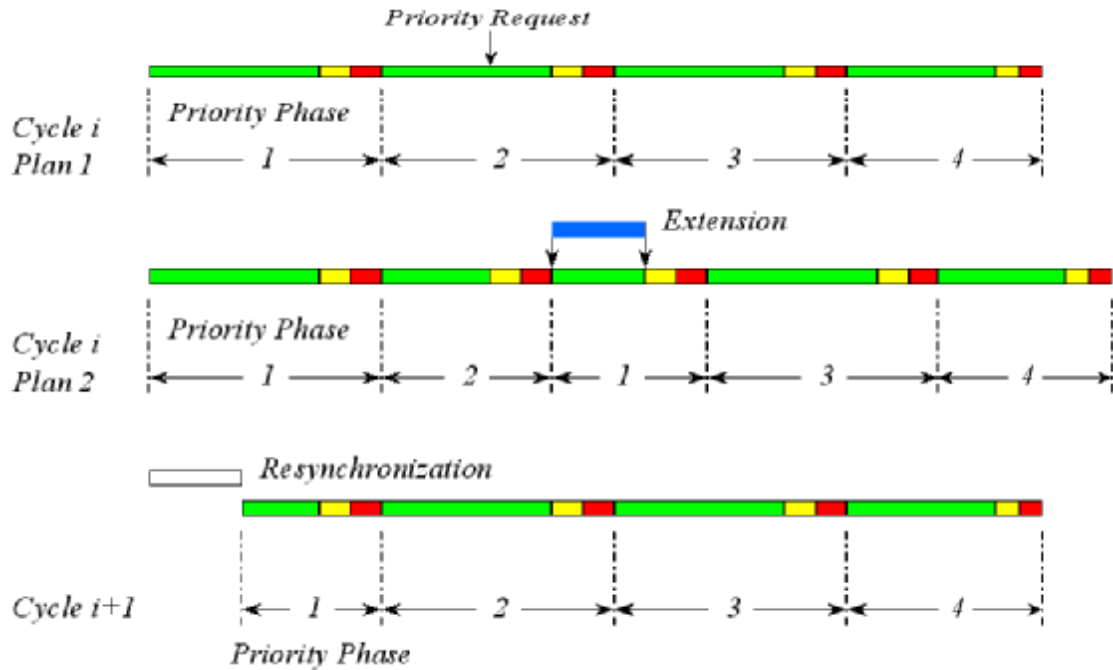 Priority Request
Priority Phase
Cycle i
Plan 1
1 2 3 4
Extension
Priority Phase
Cycle i
Plan 2
1 2 1 3 4
Resynchronization
Cycle i+1
1 2 3 4
Priority Phase